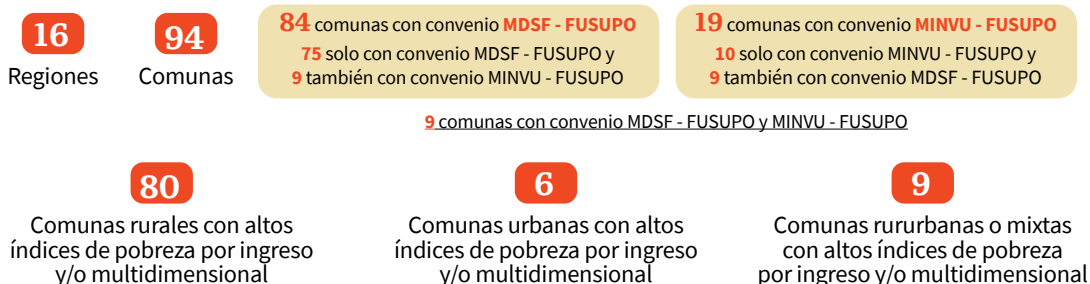 16
Regiones
94
Comunas
84 comunas con convenio MDSF - FUSUPO
75 solo con convenio MDSF - FUSUPO y
9 también con convenio MINVU - FUSUPO
19 comunas con convenio MINVU - FUSUPO
10 solo con convenio MINVU - FUSUPO y
9 también con convenio MDSF - FUSUPO
9 comunas con convenio MDSF - FUSUPO y MINVU - FUSUPO
80
Comunas rurales con altos
índices de pobreza por ingreso
y/o multidimensional
6
Comunas urbanas con altos
índices de pobreza por ingreso
y/o multidimensional
9
Comunas rururbanas o mixtas
con altos índices de pobreza
por ingreso y/o multidimensional